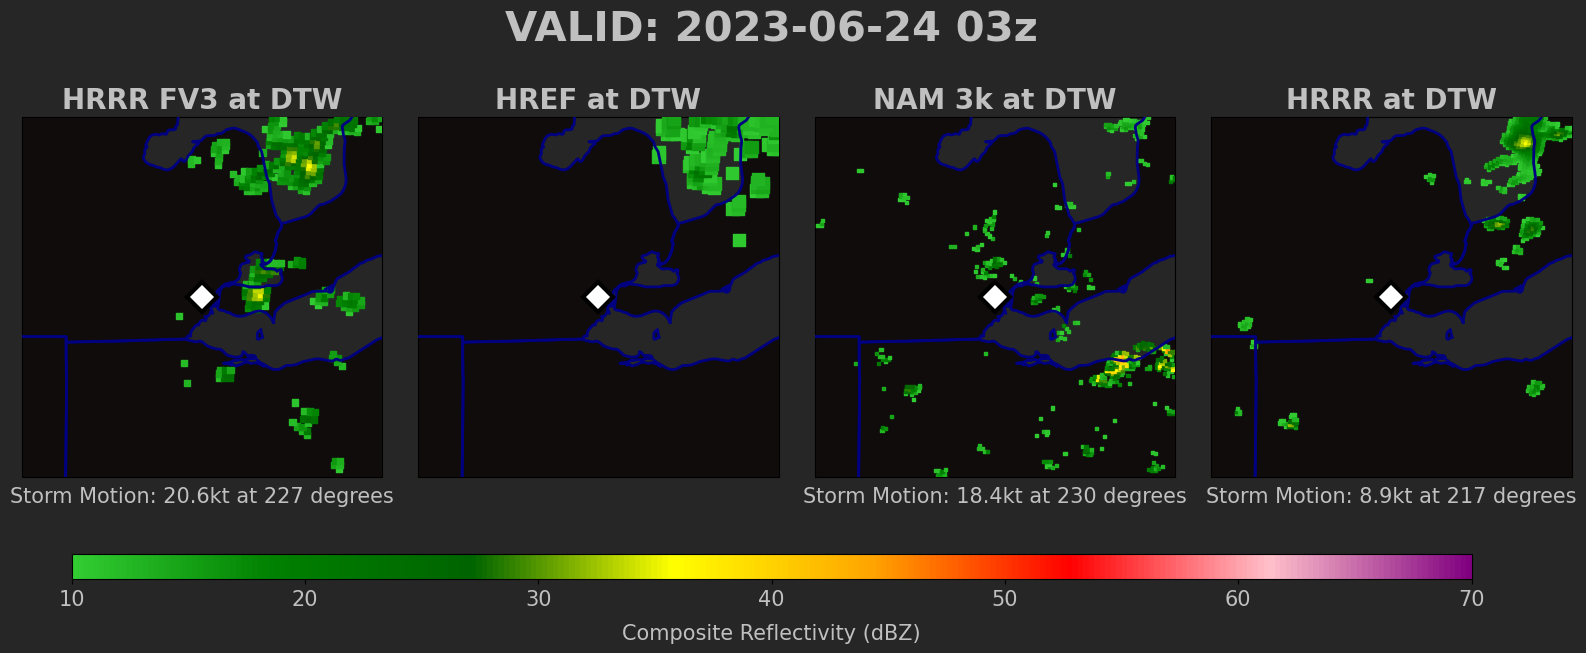 VALID: 2023-06-24 03z
HRRR FV3 at DTW
HREF at DTW
NAM 3k at DTW
HRRR at DTW
Storm Motion: 20.6kt at 227 degrees
Storm Motion: 18.4kt at 230 degrees
Storm Motion: 8.9kt at 217 degrees
10 20 30 40 50 60 70
Composite Reflectivity (dBZ)